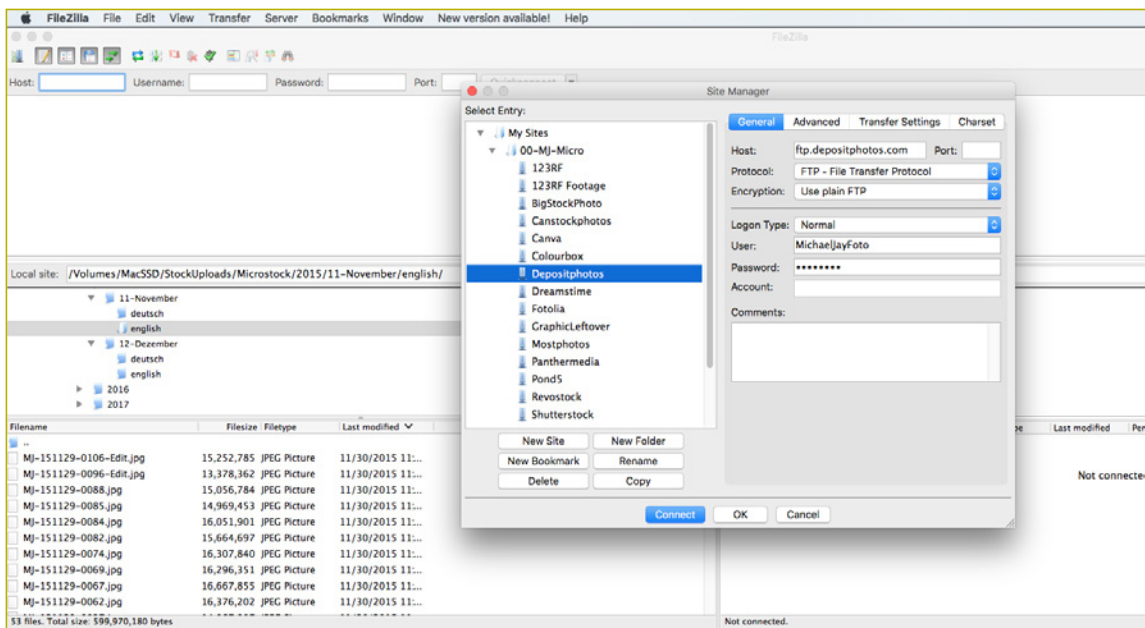 FileZilla File Edit View Transfer Server Bookmarks Window New version available! Help
FileZilla
Host: Username: Password: Port: Quickconnect
Site Manager
Select Entry:
My Sites
00-MJ-Micro
123RF
123RF Footage
BigStockPhoto
Canstockphotos
Canva
Colourbox
Depositphotos
Dreamstime
Fotolia
GraphicLeftover
Mostphotos
Panthermedia
Pond5
Revostock
Shutterstock
New Site New Folder
New Bookmark Rename
Delete Copy
General Advanced Transfer Settings Charset
Host: ftp.depositphotos.com Port:
Protocol: FTP - File Transfer Protocol
Encryption: Use plain FTP
Logon Type: Normal
User: MichaelJayFoto
Password: ••••••••
Account:
Comments:
Connect OK Cancel
Local site: /Volumes/MacSSD/StockUploads/Microstock/2015/11-November/english/
11-November
deutsch
english
12-Dezember
deutsch
english
2016
2017
Filename Filesize Filetype Last modified
..
MJ-151129-0106-Edit.jpg 15,252,785 JPEG Picture 11/30/2015 11:...
MJ-151129-0096-Edit.jpg 13,378,362 JPEG Picture 11/30/2015 11:...
MJ-151129-0088.jpg 15,056,784 JPEG Picture 11/30/2015 11:...
MJ-151129-0085.jpg 14,969,453 JPEG Picture 11/30/2015 11:...
MJ-151129-0084.jpg 16,051,901 JPEG Picture 11/30/2015 11:...
MJ-151129-0082.jpg 15,664,697 JPEG Picture 11/30/2015 11:...
MJ-151129-0074.jpg 16,307,840 JPEG Picture 11/30/2015 11:...
MJ-151129-0069.jpg 16,296,351 JPEG Picture 11/30/2015 11:...
MJ-151129-0067.jpg 16,667,855 JPEG Picture 11/30/2015 11:...
MJ-151129-0062.jpg 16,376,202 JPEG Picture 11/30/2015 11:...
53 files. Total size: 599,970,180 bytes
Last modified
Not connected
Not connected.